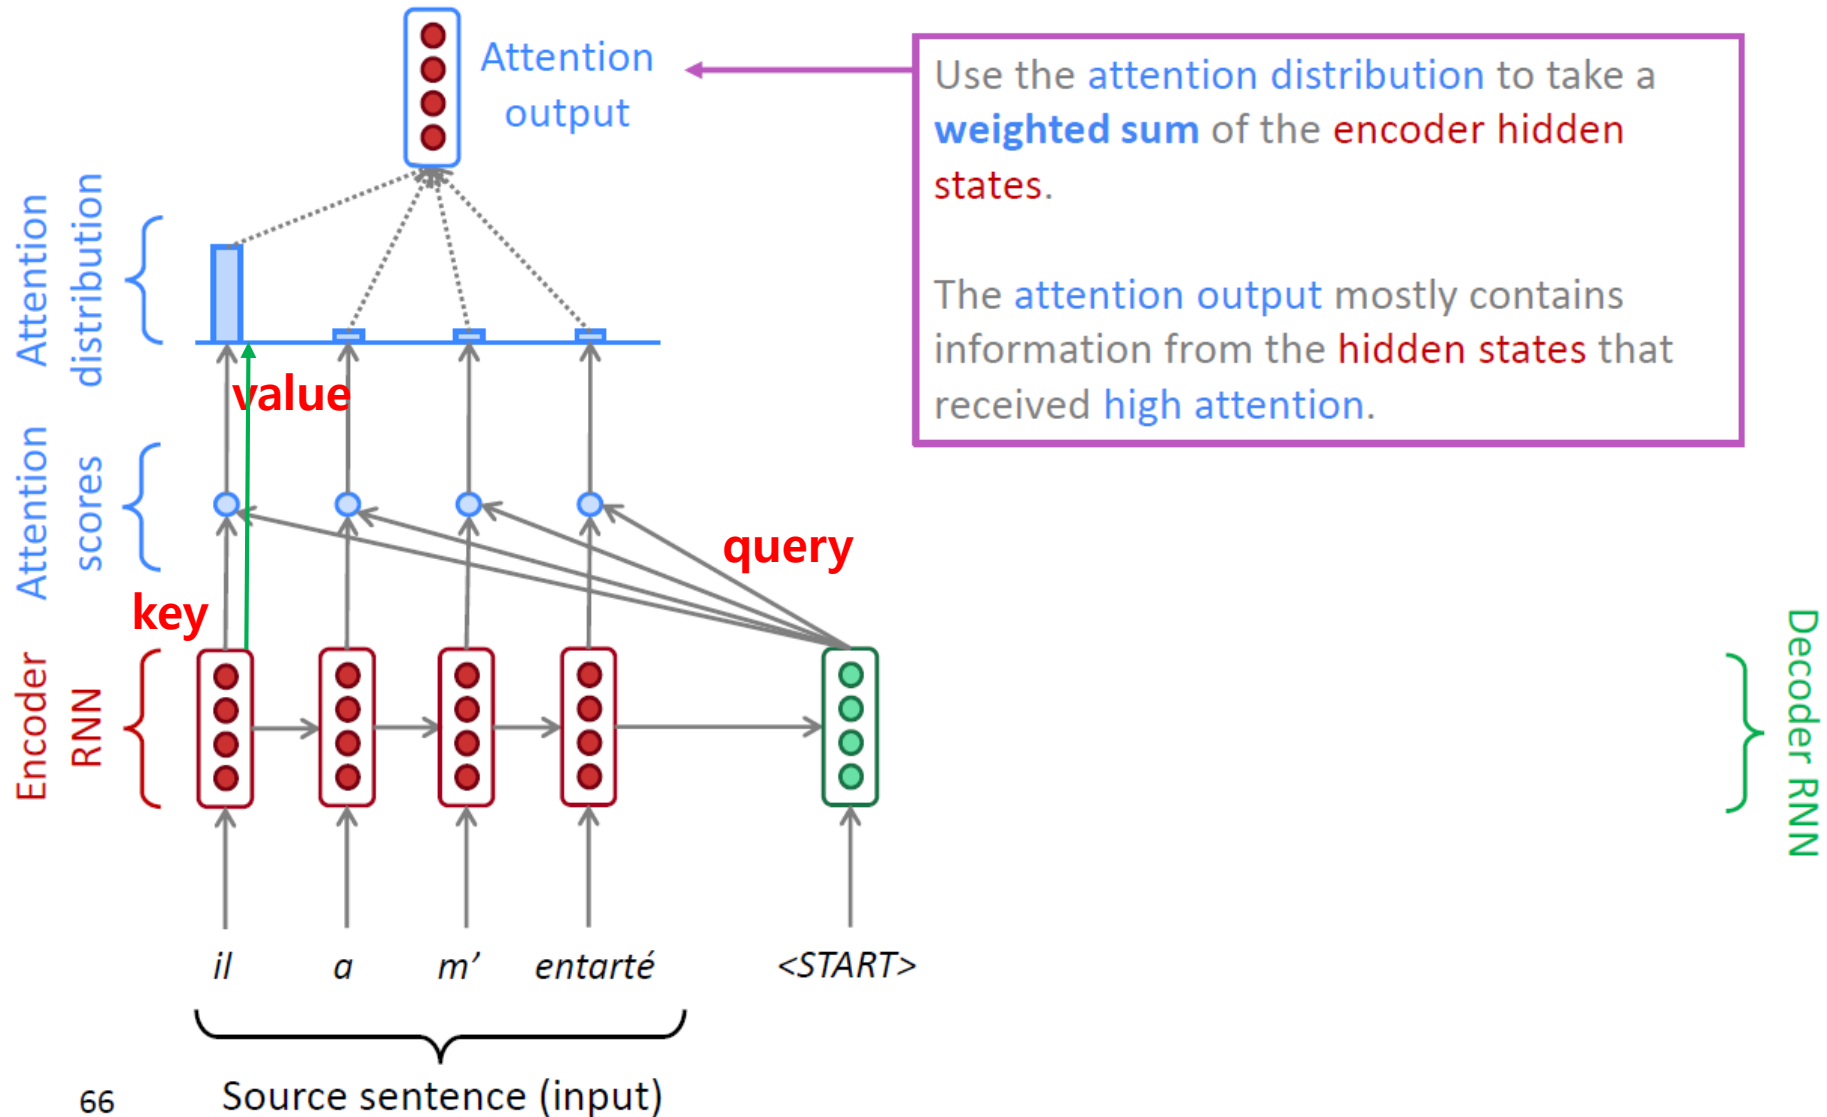 Attention
output
Use the attention distribution to take a
weighted sum of the encoder hidden
states.
The attention output mostly contains
information from the hidden states that
received high attention.
Attention
distribution
value
Attention
scores
query
key
Encoder
RNN
Decoder RNN
il a m’ entarté <START>
Source sentence (input)
66